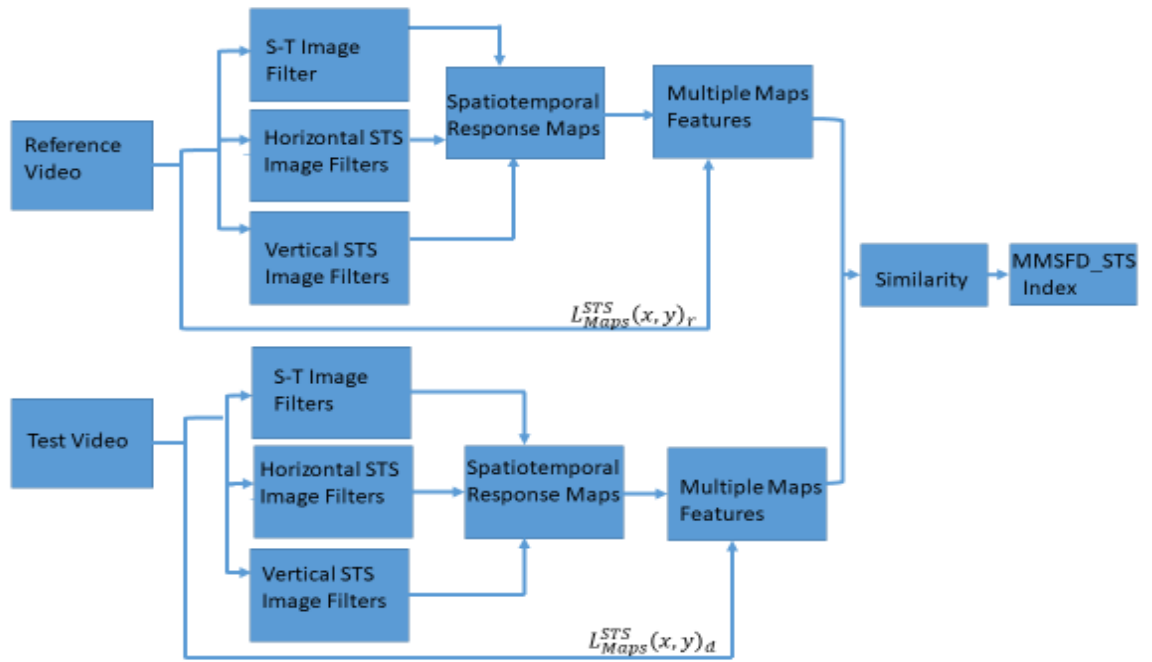 S-T Image
Filter
Reference
Video
Horizontal STS
Image Filters
Vertical STS
Image Filters
Spatiotemporal
Response Maps
Multiple Maps
Features
$L_{Maps}^{STS}(x, y)_r$
Similarity
MMSFD_STS
Index
Test Video
S-T Image
Filters
Horizontal STS
Image Filters
Vertical STS
Image Filters
Spatiotemporal
Response Maps
Multiple Maps
Features
$L_{Maps}^{STS}(x, y)_d$